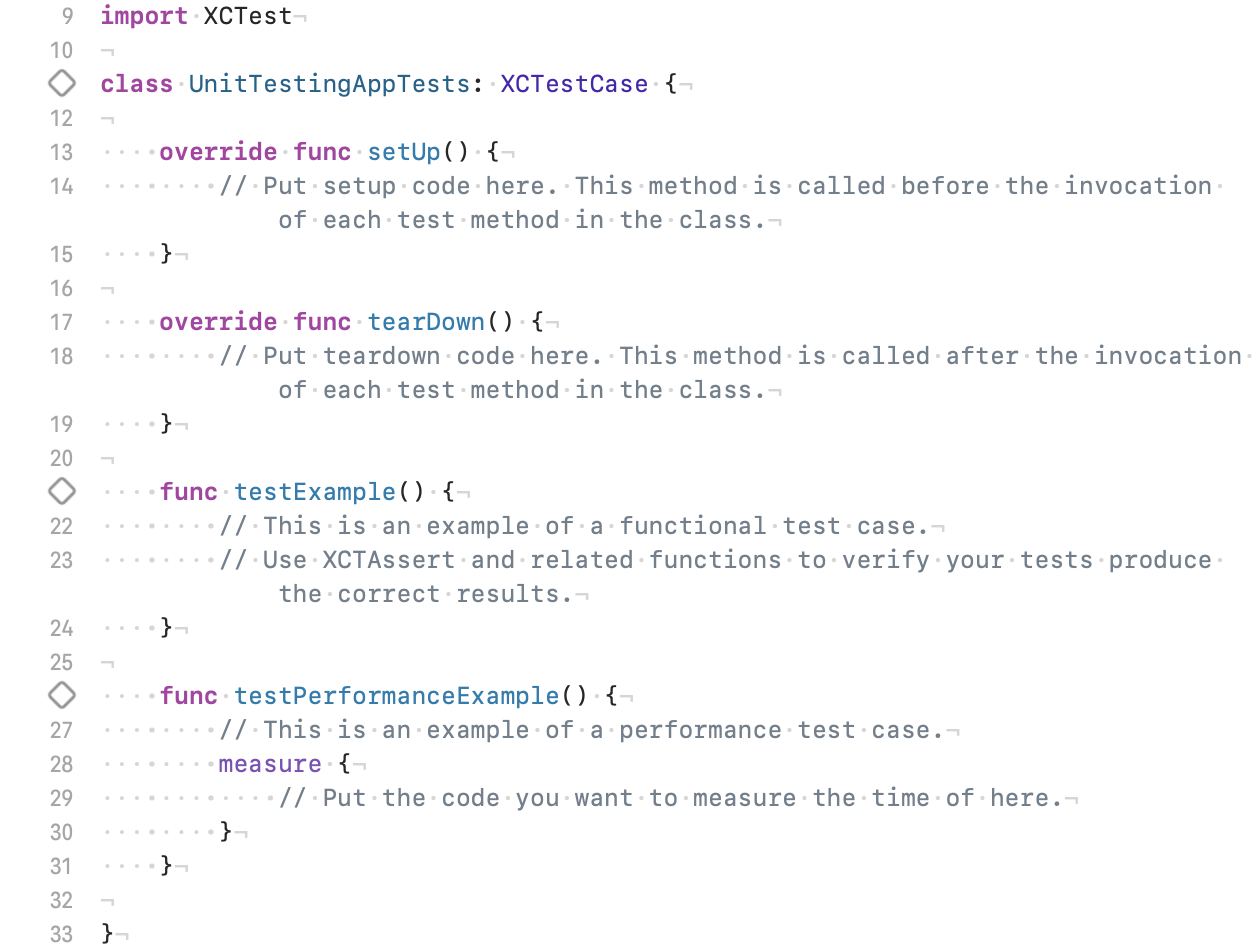 9 import XCTest
10
class UnitTestingAppTests: XCTestCase {
12
13     override func setUp() {
14         // Put setup code here. This method is called before the invocation
of each test method in the class.
15     }
16
17     override func tearDown() {
18         // Put teardown code here. This method is called after the invocation
of each test method in the class.
19     }
20
    func testExample() {
22         // This is an example of a functional test case.
23         // Use XCTAssert and related functions to verify your tests produce
the correct results.
24     }
25
    func testPerformanceExample() {
27         // This is an example of a performance test case.
28         measure {
29             // Put the code you want to measure the time of here.
30         }
31     }
32
33 }